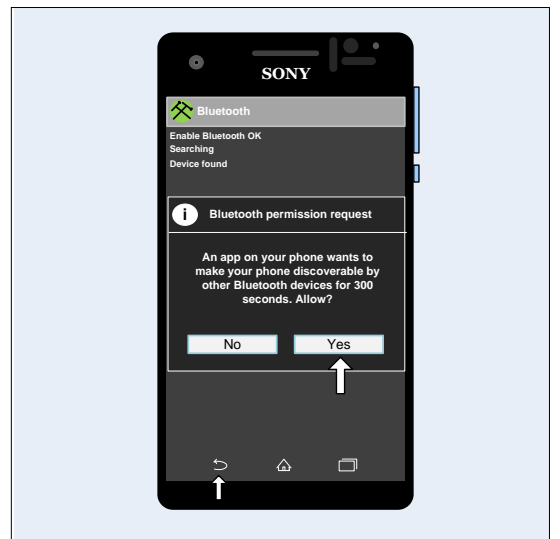 SONY
Bluetooth
Enable Bluetooth OK
Searching
Device found
i Bluetooth permission request
An app on your phone wants to
make your phone discoverable by
other Bluetooth devices for 300
seconds. Allow?
No Yes